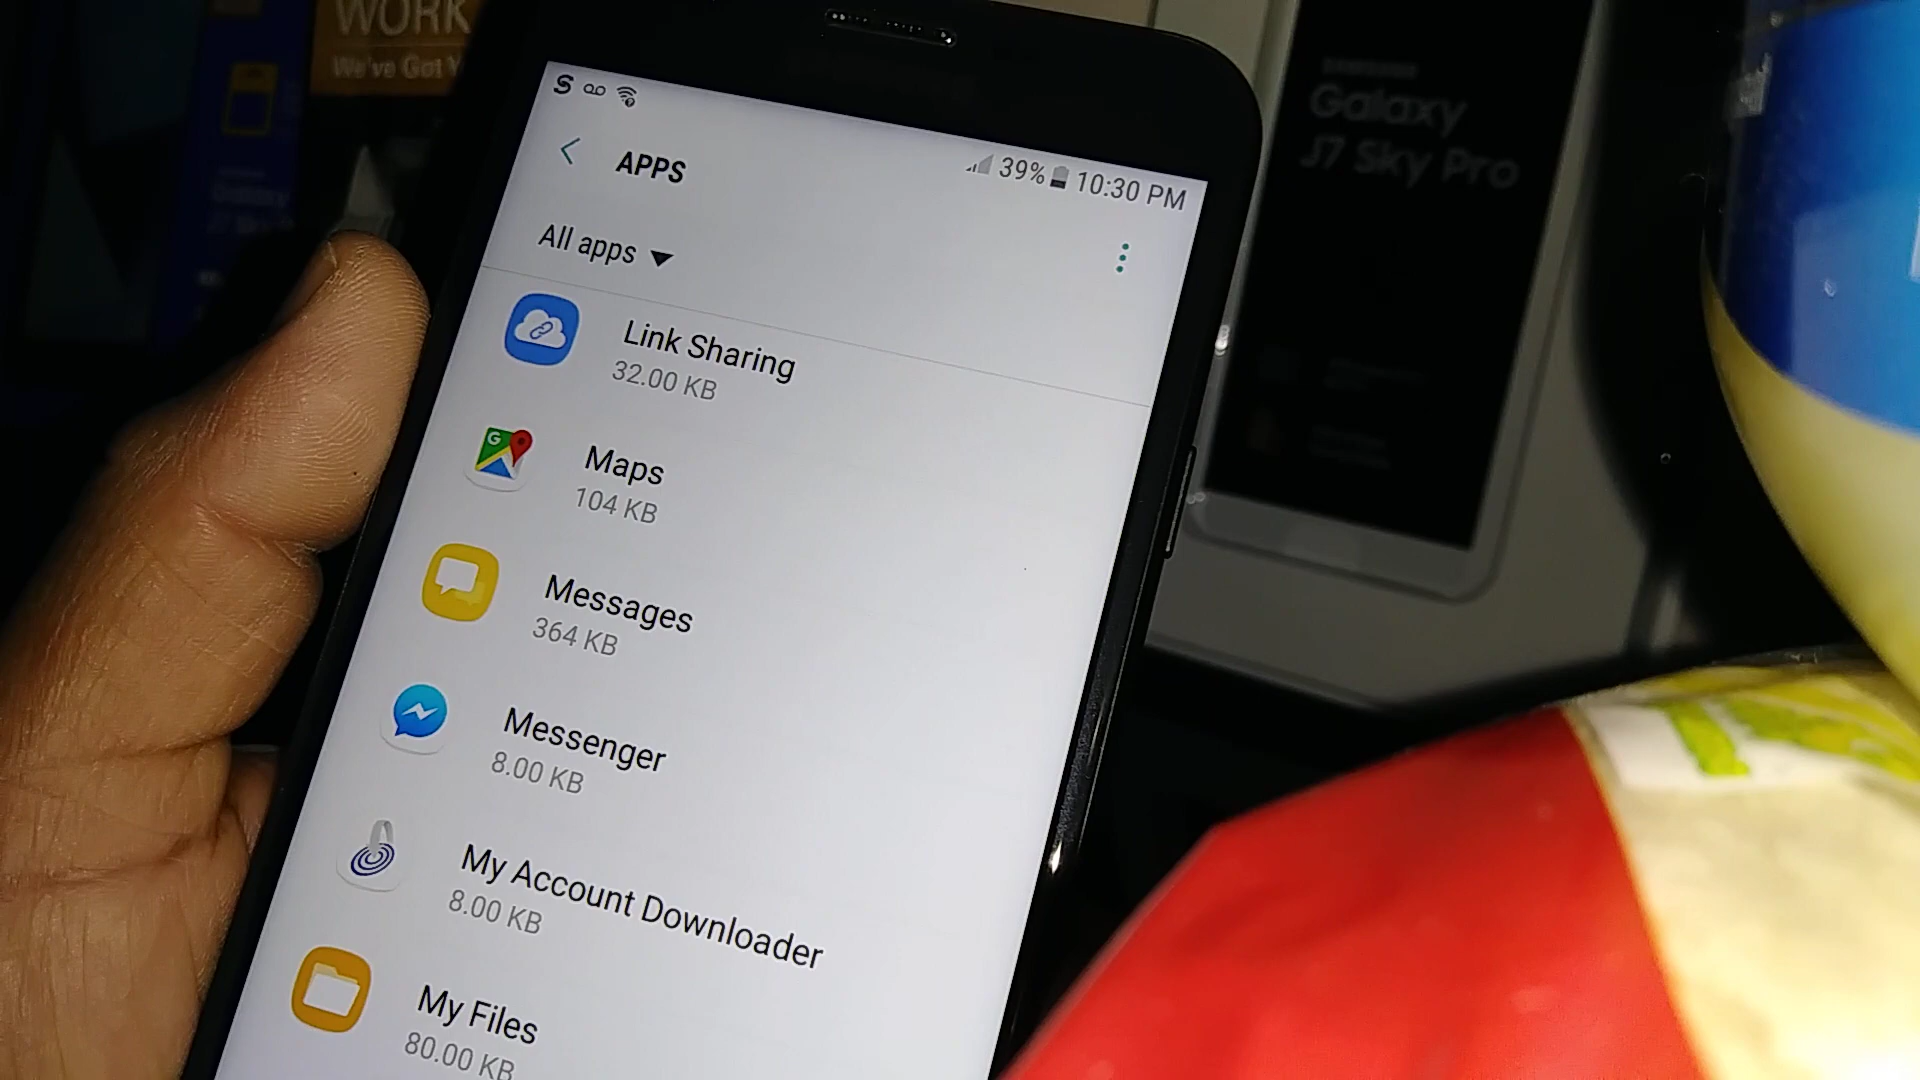 WORK
We've Got Y
39% 10:30 PM
APPS
All apps
Link Sharing
32.00 KB
Maps
104 KB
Messages
364 KB
Messenger
8.00 KB
My Account Downloader
8.00 KB
My Files
80.00 KB
SAMSUNG
Galaxy
J7 Sky Pro